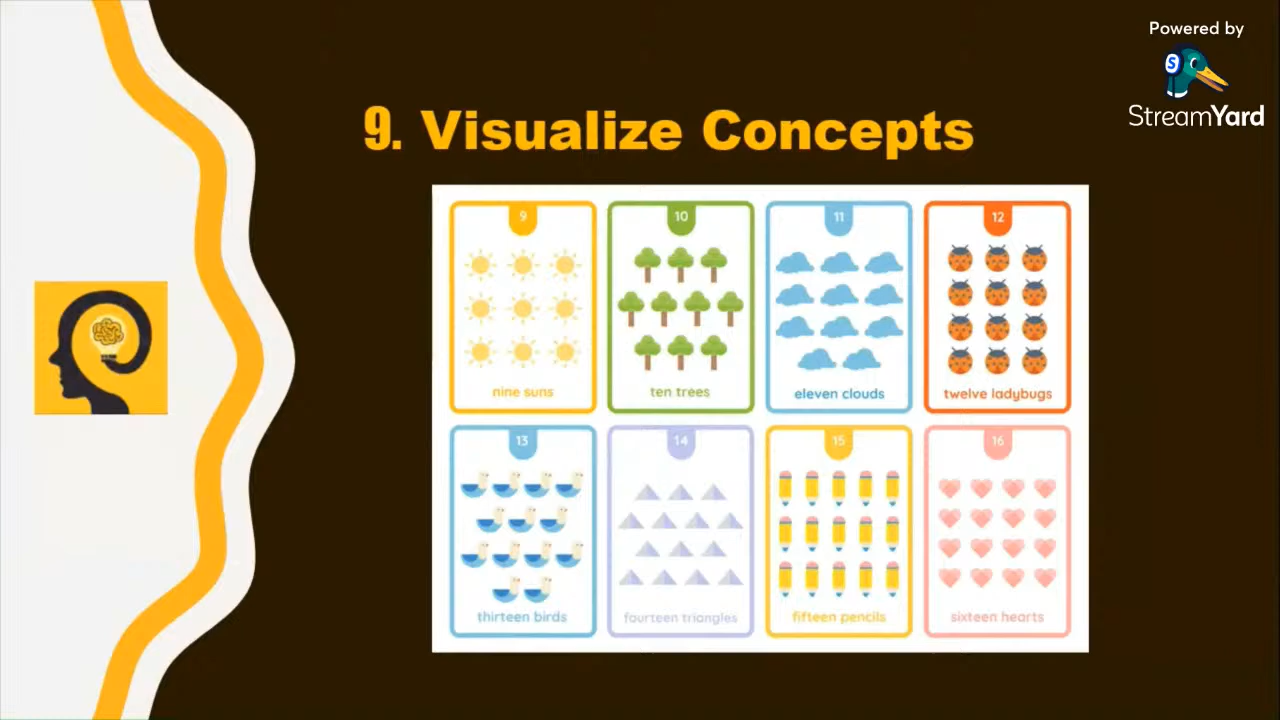 Powered by
S
StreamYard
9. Visualize Concepts
9
10
11
12
nine suns
ten trees
eleven clouds
twelve ladybugs
13
14
15
16
thirteen birds
fourteen triangles
fifteen pencils
sixteen hearts